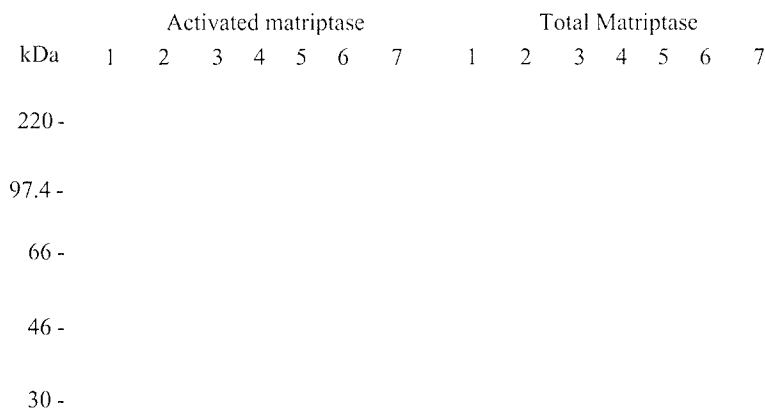 Activated matriptase Total Matriptase
kDa 1 2 3 4 5 6 7 1 2 3 4 5 6 7
220 -
97.4 -
66 -
46 -
30 -